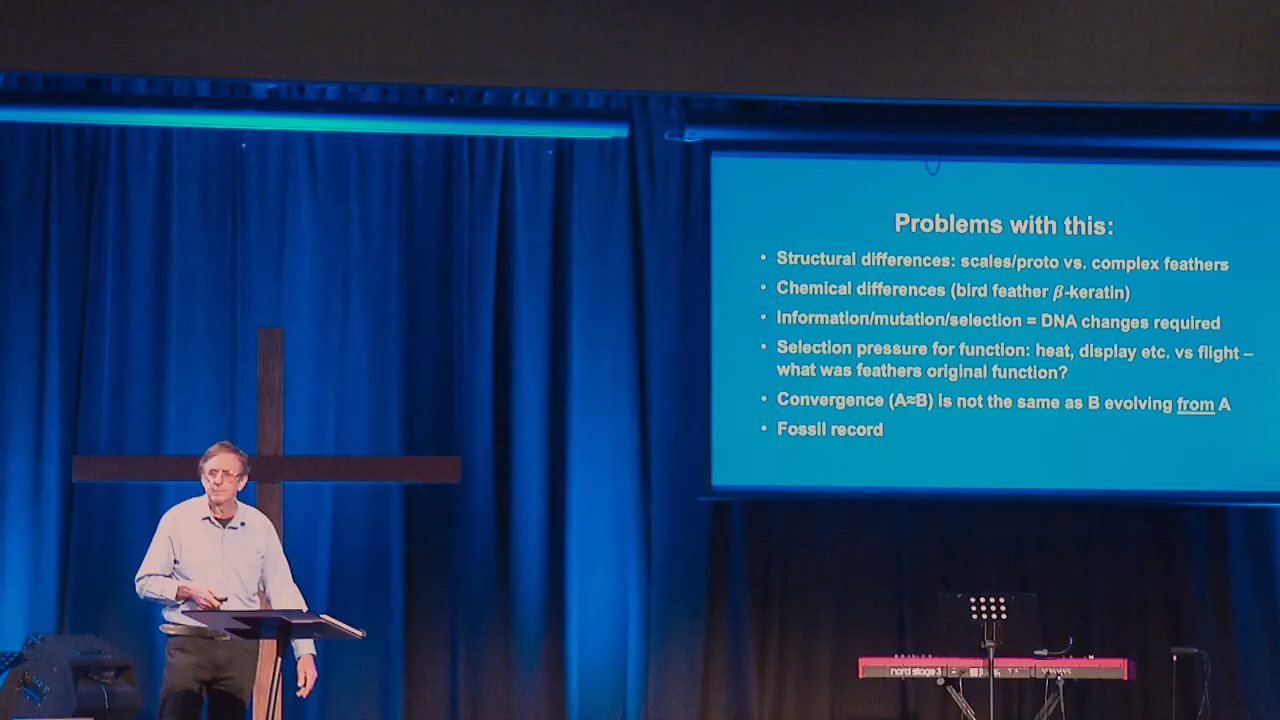 Problems with this:
• Structural differences: scales/proto vs. complex feathers
• Chemical differences (bird feather β-keratin)
• Information/mutation/selection = DNA changes required
• Selection pressure for function: heat, display etc. vs flight –
what was feathers original function?
• Convergence (A≈B) is not the same as B evolving from A
• Fossil record
nord stage 3